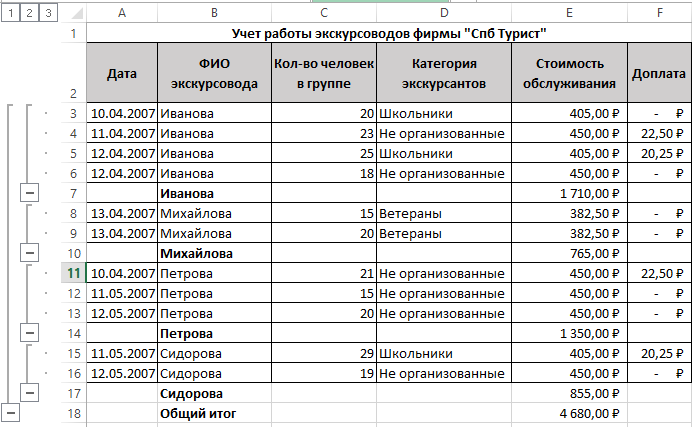 1 2 3 A B C D E F
1 Учет работы экскурсоводов фирмы "Спб Турист"
2 Дата ФИО экскурсовода Кол-во человек в группе Категория экскурсантов Стоимость обслуживания Доплата
3 10.04.2007 Иванова 20 Школьники 405,00 ₽ - ₽
4 11.04.2007 Иванова 23 Не организованные 450,00 ₽ 22,50 ₽
5 12.04.2007 Иванова 25 Школьники 405,00 ₽ 20,25 ₽
6 12.04.2007 Иванова 18 Не организованные 450,00 ₽ - ₽
7 Иванова 1 710,00 ₽
8 13.04.2007 Михайлова 15 Ветераны 382,50 ₽ - ₽
9 13.04.2007 Михайлова 20 Ветераны 382,50 ₽ - ₽
10 Михайлова 765,00 ₽
11 10.04.2007 Петрова 21 Не организованные 450,00 ₽ 22,50 ₽
12 11.05.2007 Петрова 15 Не организованные 450,00 ₽ - ₽
13 12.05.2007 Петрова 20 Не организованные 450,00 ₽ - ₽
14 Петрова 1 350,00 ₽
15 11.05.2007 Сидорова 29 Школьники 405,00 ₽ 20,25 ₽
16 12.05.2007 Сидорова 19 Не организованные 450,00 ₽ - ₽
17 Сидорова 855,00 ₽
18 Общий итог 4 680,00 ₽